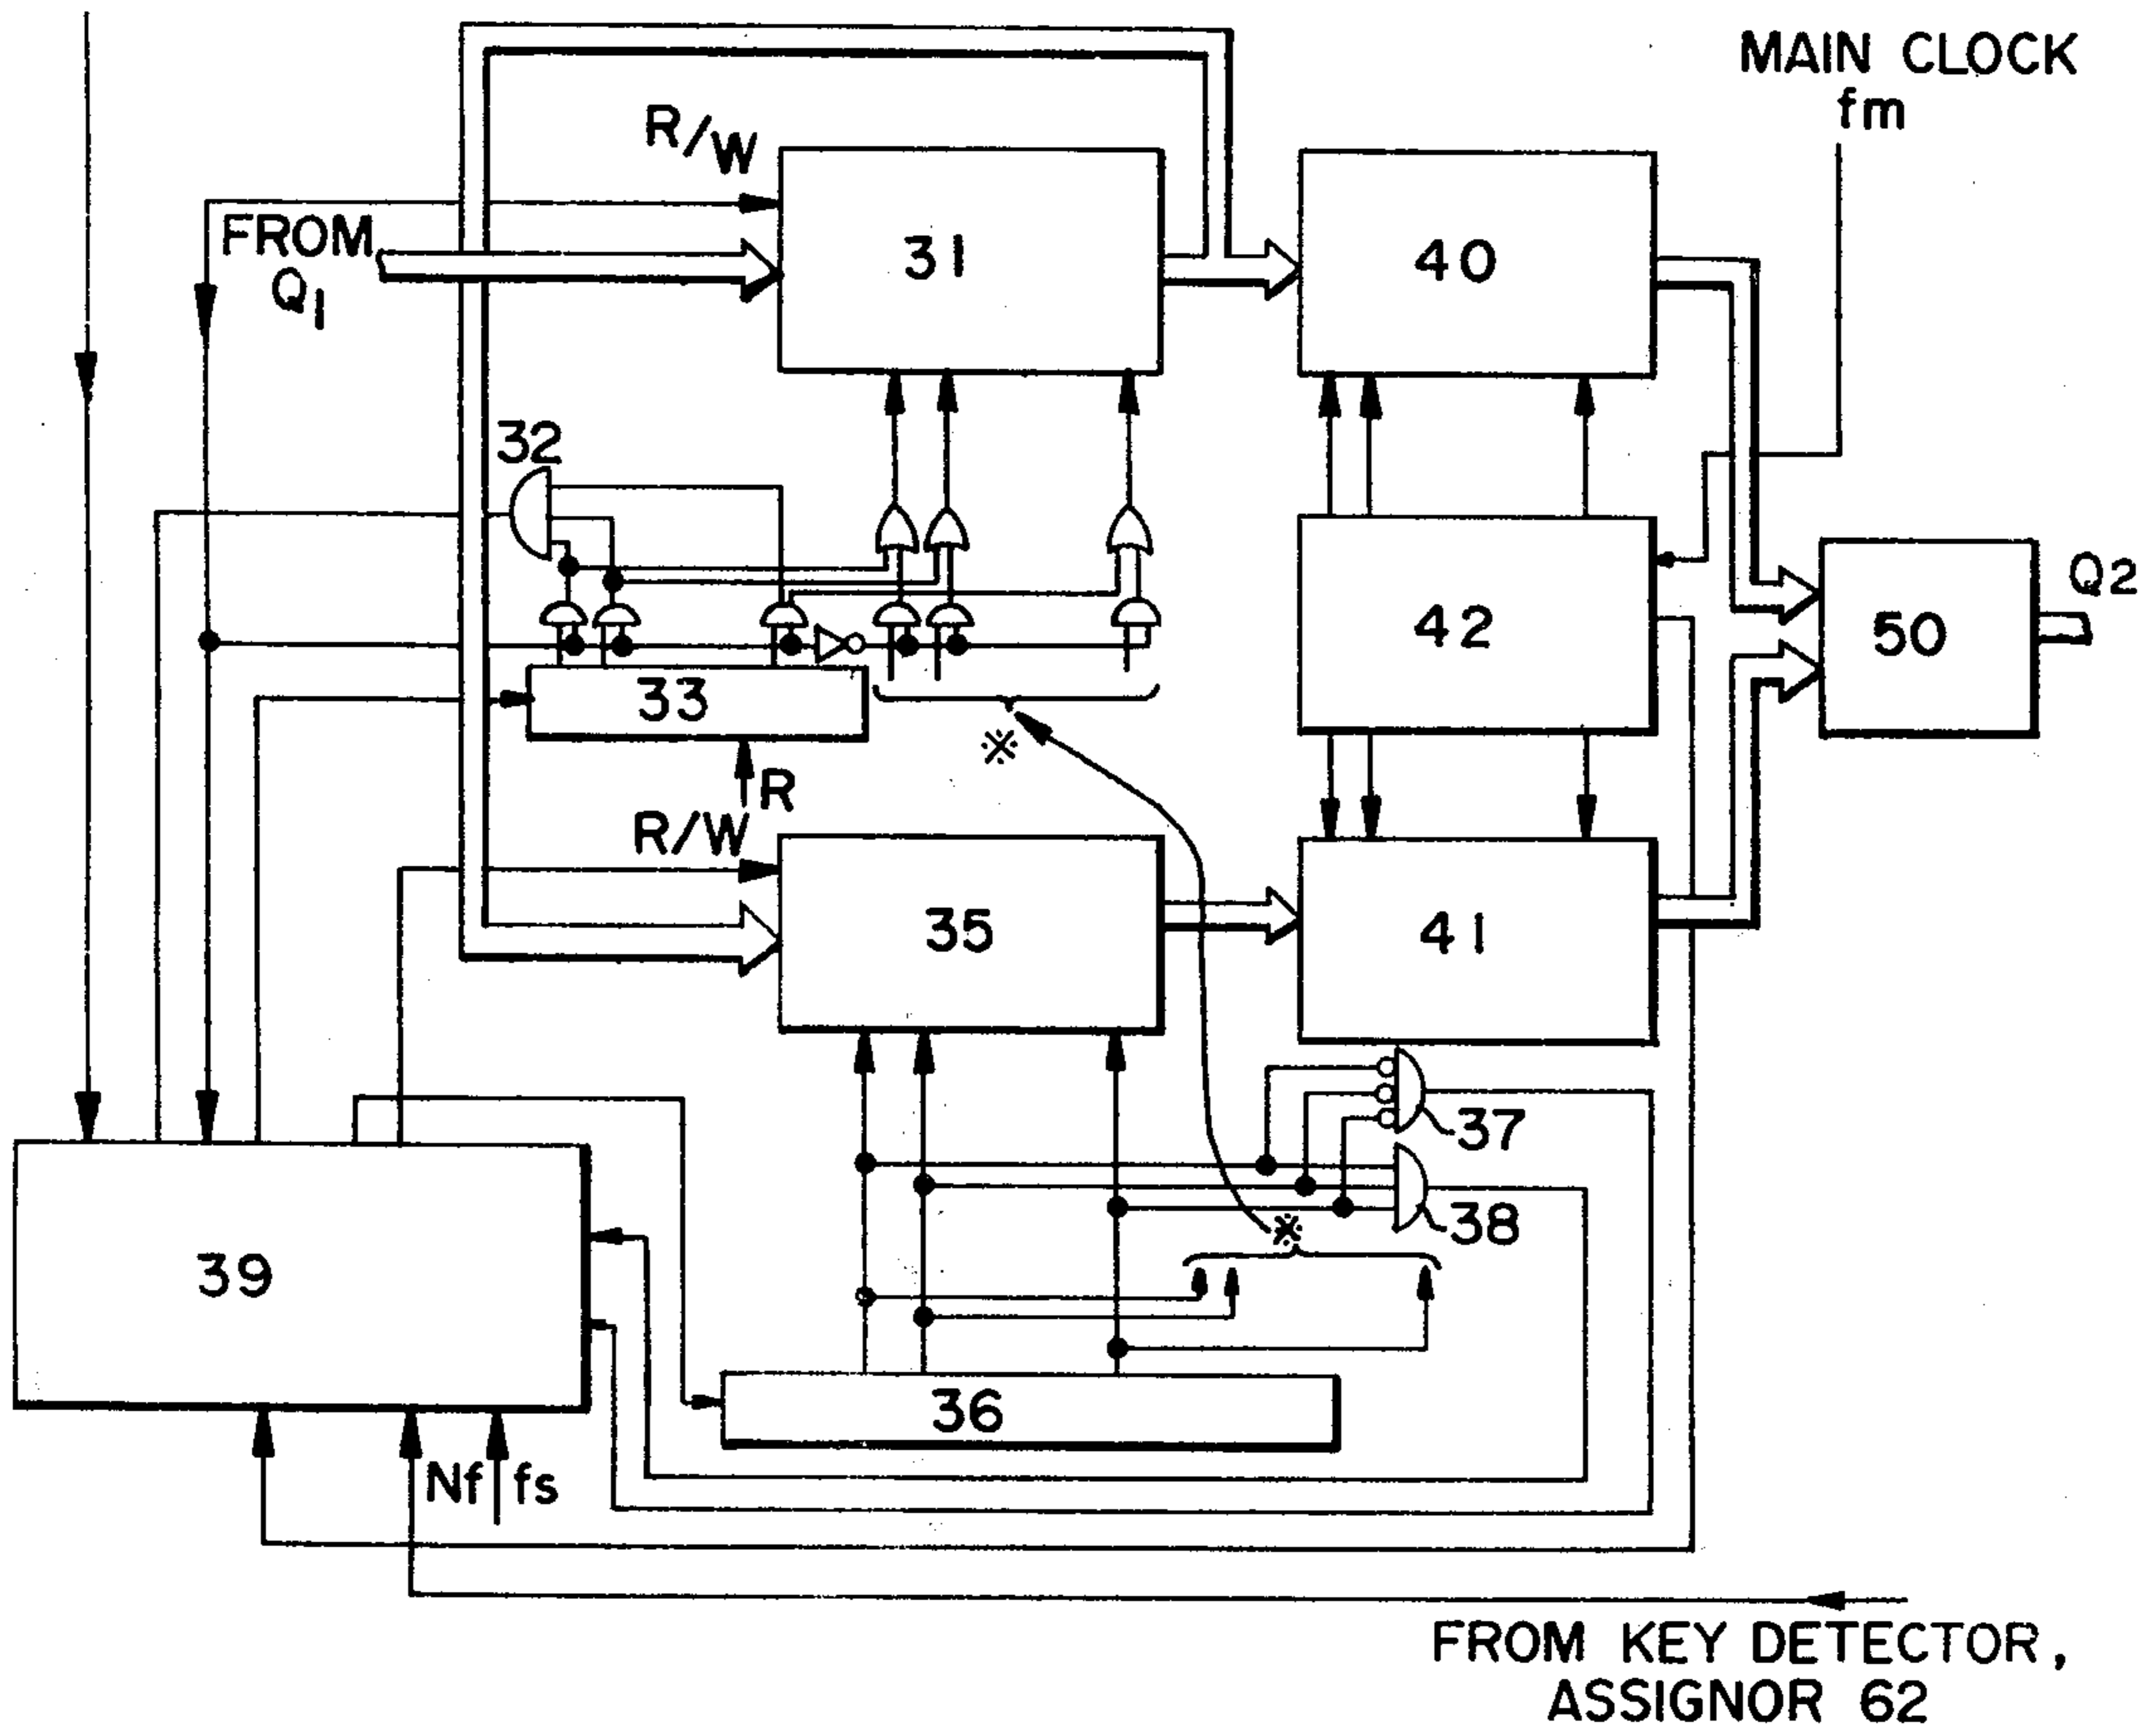 MAIN CLOCK
fm
R/W
FROM
Q1
31
40
32
Q2
42
50
33
※
R
R/W
35
41
37
38
※
39
36
Nf
fs
FROM KEY DETECTOR,
ASSIGNOR 62